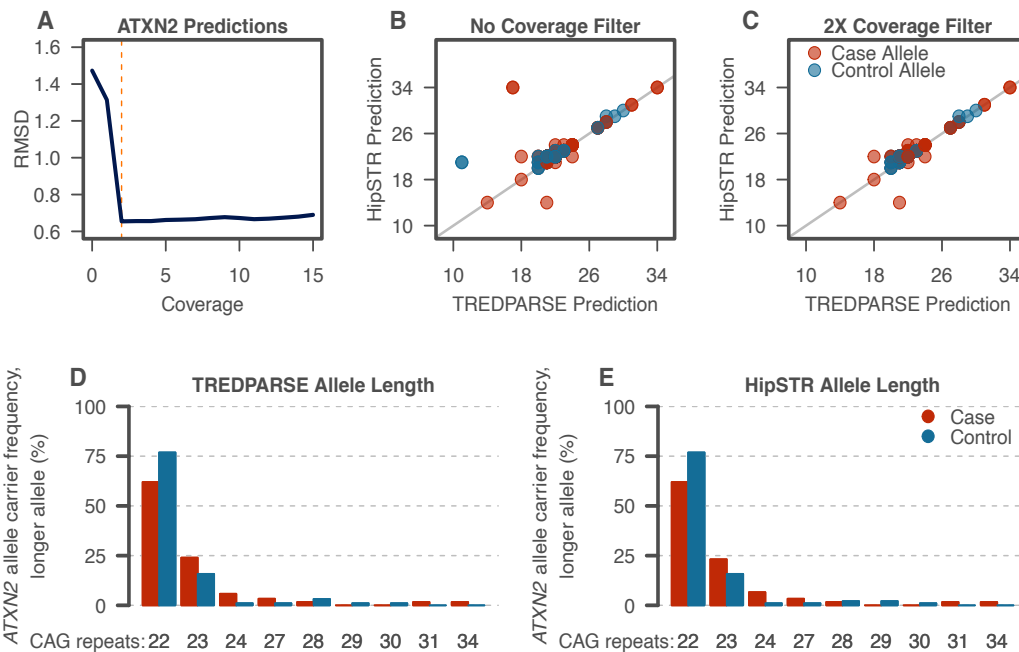 A
ATXN2 Predictions
RMSD
1.6
1.4
1.2
1.0
0.8
0.6
0
5
10
15
Coverage
B
No Coverage Filter
HipSTR Prediction
34
26
18
10
10
18
26
34
TREDPARSE Prediction
C
2X Coverage Filter
Case Allele
Control Allele
HipSTR Prediction
34
26
18
10
10
18
26
34
TREDPARSE Prediction
D
TREDPARSE Allele Length
ATXN2 allele carrier frequency,
longer allele (%)
100
75
50
25
0
CAG repeats: 22 23 24 27 28 29 30 31 34
E
HipSTR Allele Length
Case
Control
ATXN2 allele carrier frequency,
longer allele (%)
100
75
50
25
0
CAG repeats: 22 23 24 27 28 29 30 31 34